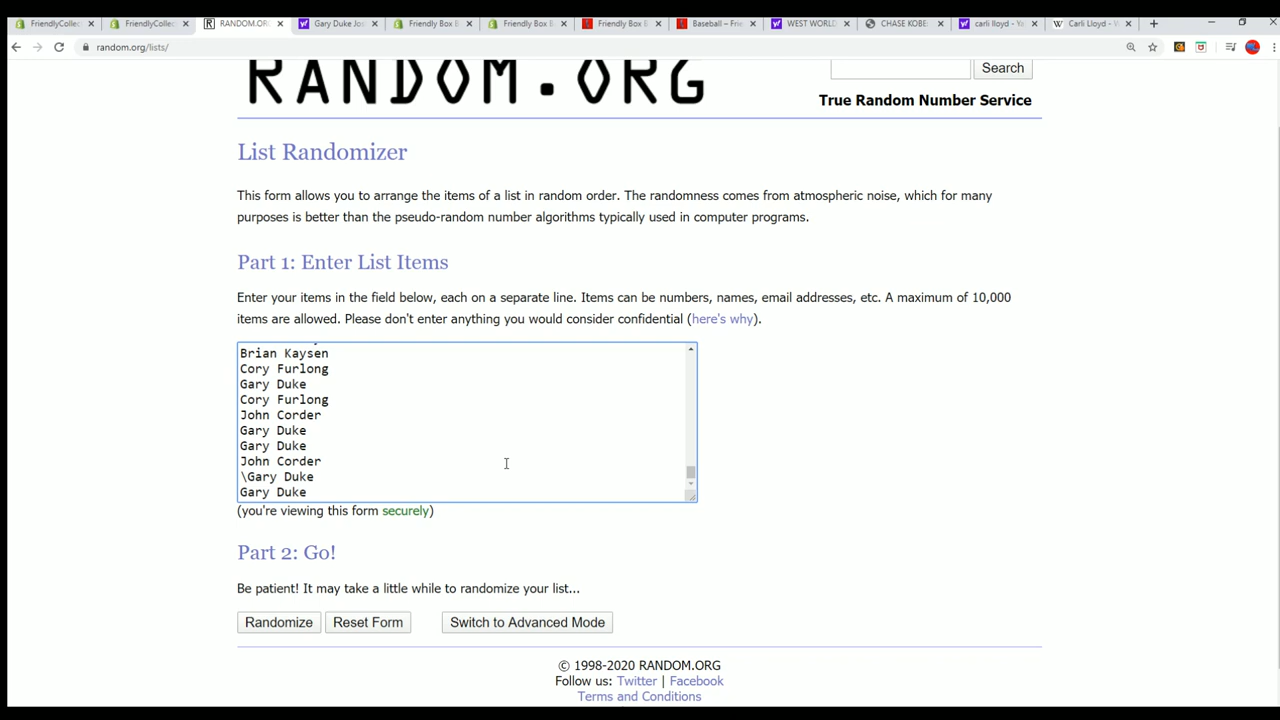 FriendlyCollec
FriendlyCollec
RANDOM.OR
Gary Duke Jos
Friendly Box B
Friendly Box B
Friendly Box B
Baseball – Frie
WEST WORLD
CHASE KOBE
carli lloyd - Ya
Carli Lloyd - W
random.org/lists/
RANDOM.ORG
Search
True Random Number Service
List Randomizer
This form allows you to arrange the items of a list in random order. The randomness comes from atmospheric noise, which for many
purposes is better than the pseudo-random number algorithms typically used in computer programs.
Part 1: Enter List Items
Enter your items in the field below, each on a separate line. Items can be numbers, names, email addresses, etc. A maximum of 10,000
items are allowed. Please don't enter anything you would consider confidential (here's why).
Brian Kaysen
Cory Furlong
Gary Duke
Cory Furlong
John Corder
Gary Duke
Gary Duke
John Corder
\Gary Duke
Gary Duke
(you're viewing this form securely)
Part 2: Go!
Be patient! It may take a little while to randomize your list...
Randomize
Reset Form
Switch to Advanced Mode
© 1998-2020 RANDOM.ORG
Follow us: Twitter | Facebook
Terms and Conditions